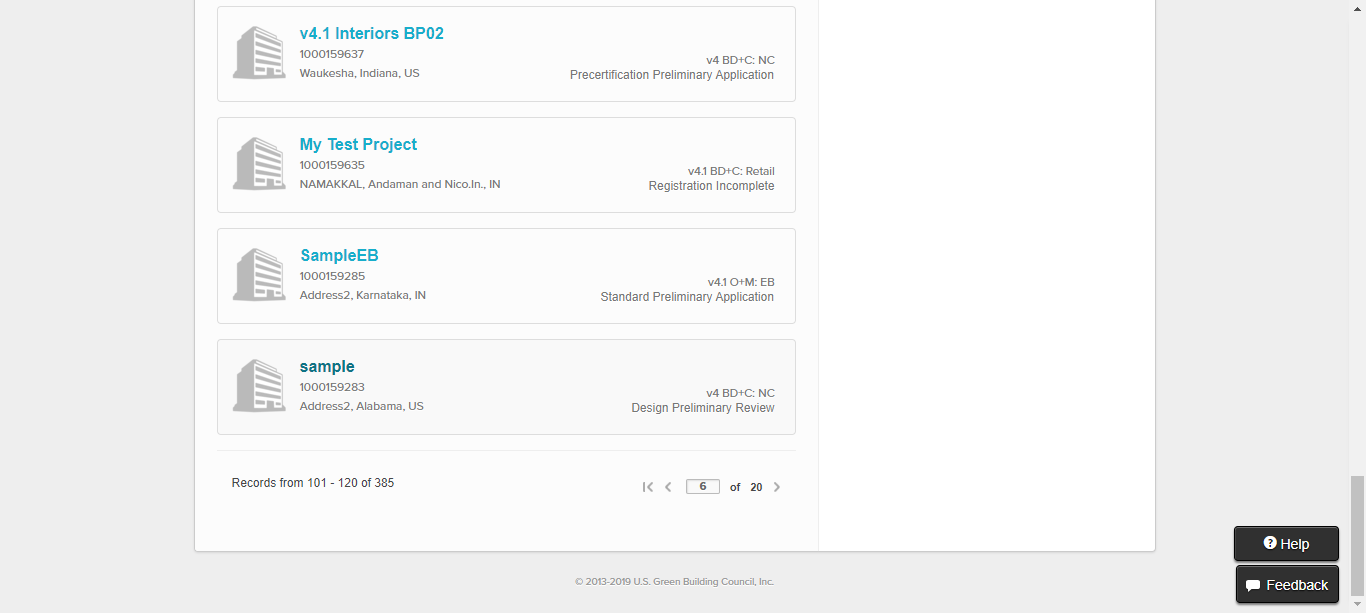 v4.1 Interiors BP02
1000159637
Waukesha, Indiana, US
v4 BD+C: NC
Precertification Preliminary Application
My Test Project
1000159635
NAMAKKAL, Andaman and Nico.In., IN
v4.1 BD+C: Retail
Registration Incomplete
SampleEB
1000159285
Address2, Karnataka, IN
v4.1 O+M: EB
Standard Preliminary Application
sample
1000159283
Address2, Alabama, US
v4 BD+C: NC
Design Preliminary Review
Records from 101 - 120 of 385
6 of 20
Help
Feedback
© 2013-2019 U.S. Green Building Council, Inc.